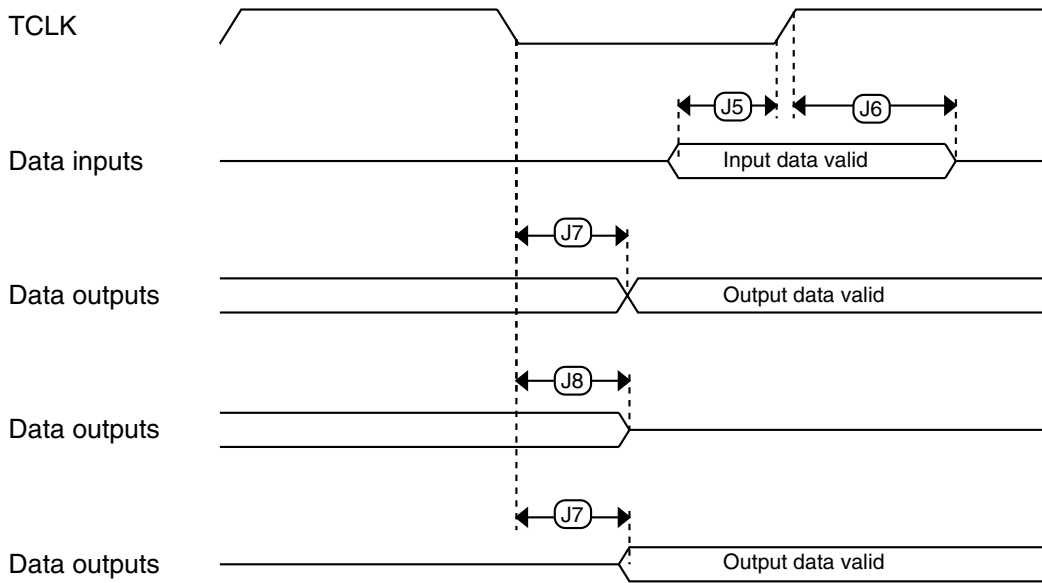 TCLK
J5
J6
Data inputs
Input data valid
J7
Data outputs
Output data valid
J8
Data outputs
J7
Data outputs
Output data valid